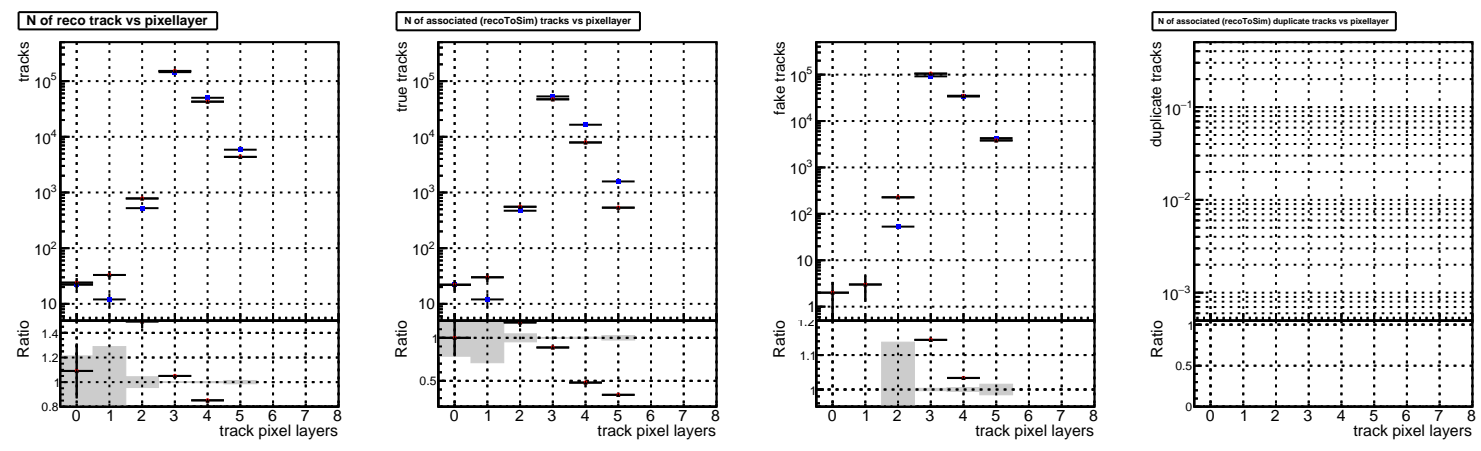 N of reco track vs pixellayer
tracks
10^5
10^4
10^3
10^2
10
Ratio
1.4
1.2
1
0.8
0 1 2 3 4 5 6 7 8
track pixel layers
N of associated (recoToSim) tracks vs pixellayer
true tracks
10^5
10^4
10^3
10^2
10
Ratio
1
0.5
0 1 2 3 4 5 6 7 8
track pixel layers
fake tracks
10^5
10^4
10^3
10^2
10
1
Ratio
1.2
1.1
1
0 1 2 3 4 5 6 7 8
track pixel layers
N of associated (recoToSim) duplicate tracks vs pixellayer
duplicate tracks
10^−1
10^−2
10^−3
Ratio
1
0.5
0
0 1 2 3 4 5 6 7 8
track pixel layers